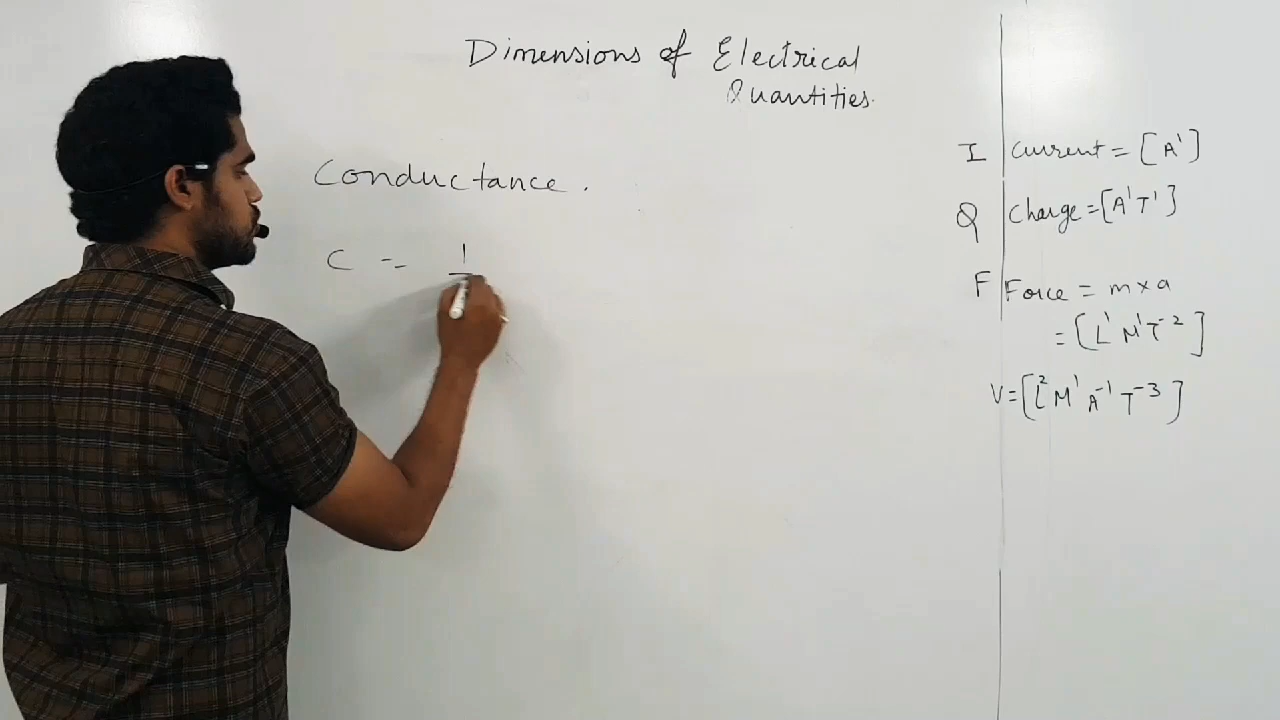 Dimensions of Electrical
Quantities.
Conductance.
C = 1
I Current = [A¹]
Q Charge = [A¹T¹]
F Force = m×a
= [L¹M¹T⁻²]
V = [L²M¹A⁻¹T⁻³]